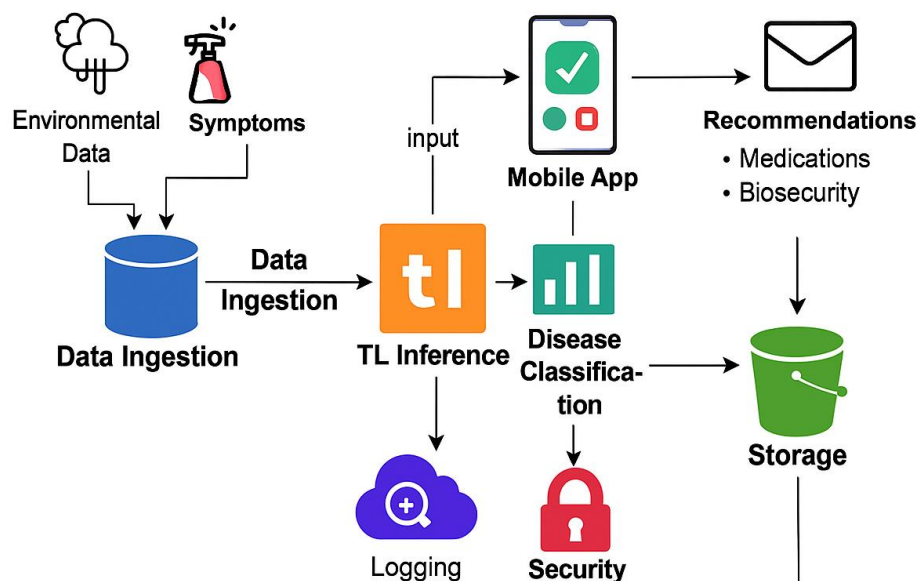 Environmental
Data
Symptoms
input
Mobile App
Recommendations
• Medications
• Biosecurity
Data Ingestion
Data
Ingestion
tl
TL Inference
Disease
Classifica-
tion
Storage
Logging
Security